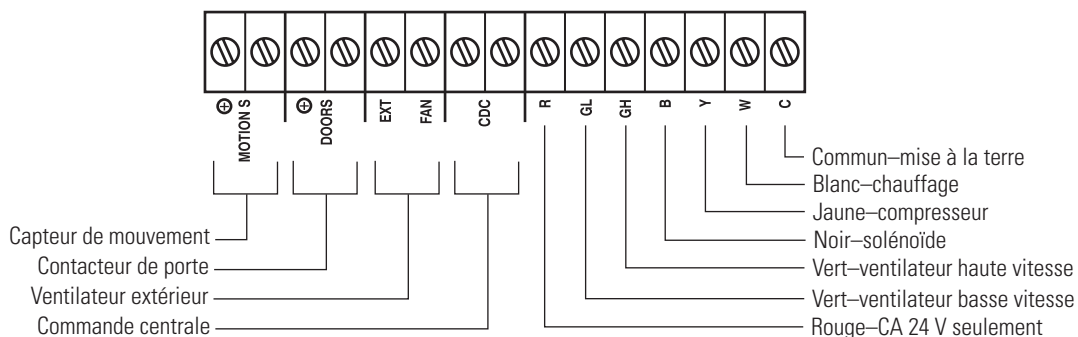 ⊕ MOTION S
⊕ DOORS
EXT
FAN
CDC
R
GL
GH
B
Y
W
C
Capteur de mouvement
Contacteur de porte
Ventilateur extérieur
Commande centrale
Commun–mise à la terre
Blanc–chauffage
Jaune–compresseur
Noir–solénoïde
Vert–ventilateur haute vitesse
Vert–ventilateur basse vitesse
Rouge–CA 24 V seulement